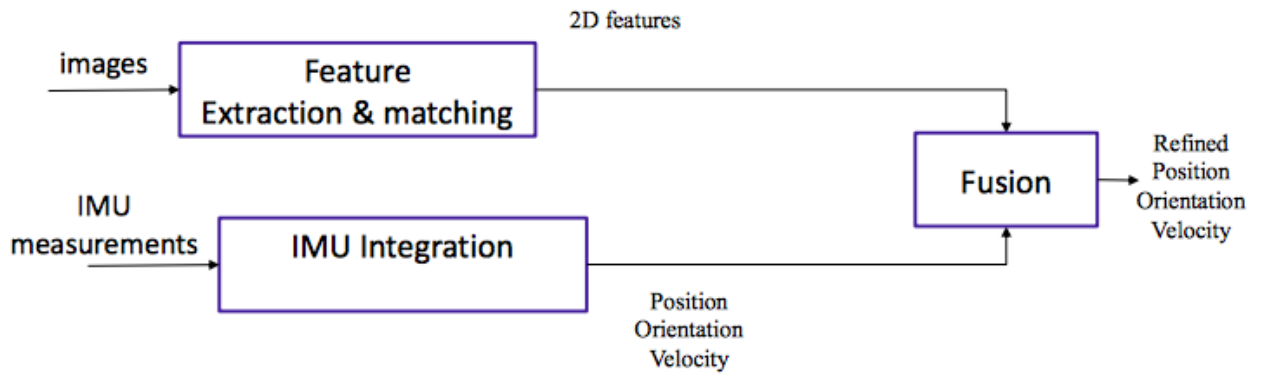 2D features
images
Feature
Extraction & matching
Refined
Position
Orientation
Velocity
Fusion
IMU
measurements
IMU Integration
Position
Orientation
Velocity